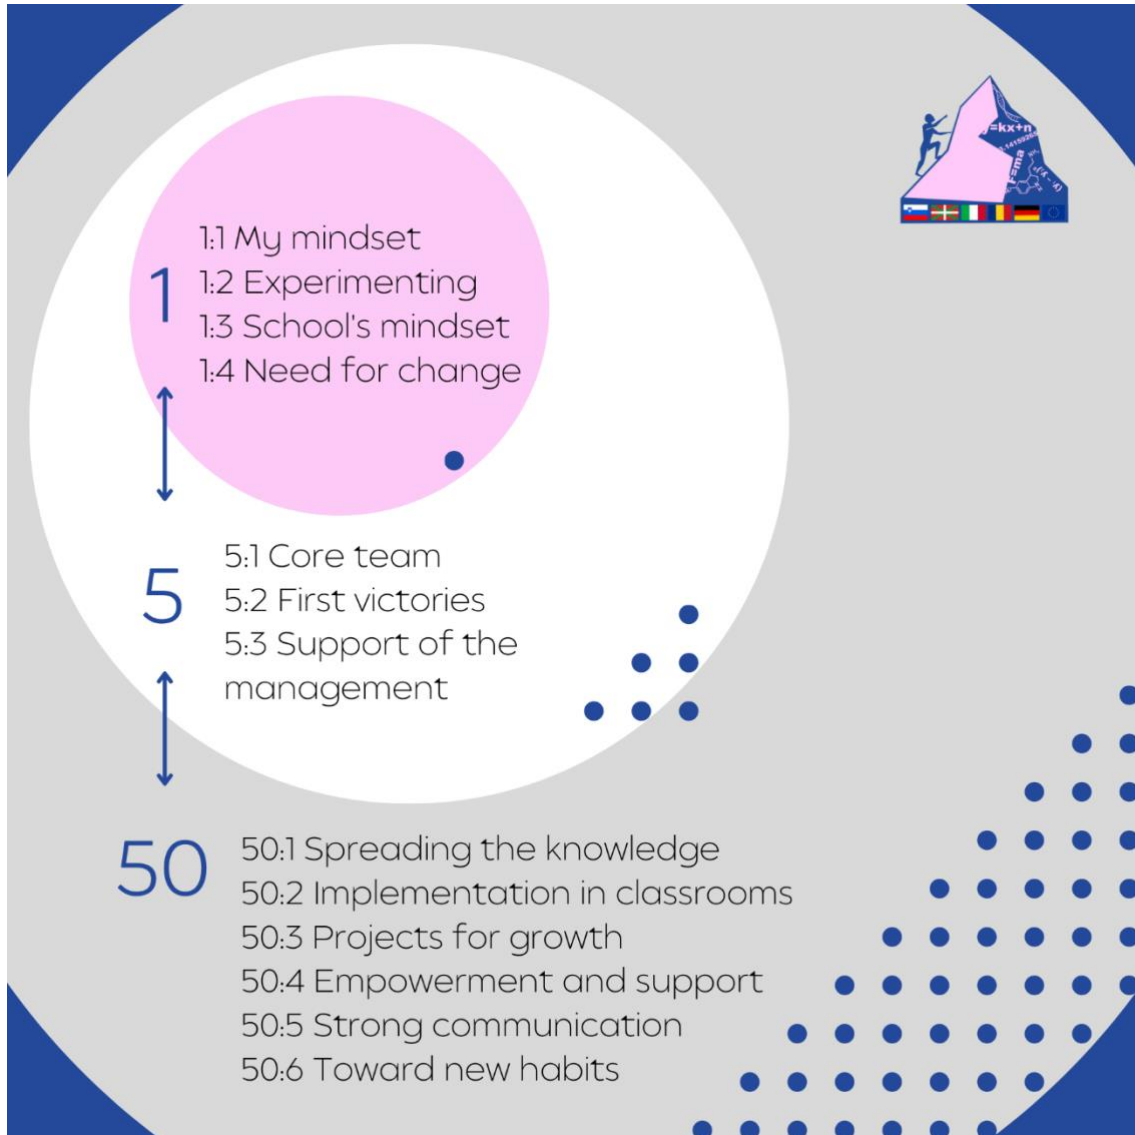 y=kx+n
1
1:1 My mindset
1:2 Experimenting
1:3 School's mindset
1:4 Need for change
5
5:1 Core team
5:2 First victories
5:3 Support of the
management
50
50:1 Spreading the knowledge
50:2 Implementation in classrooms
50:3 Projects for growth
50:4 Empowerment and support
50:5 Strong communication
50:6 Toward new habits